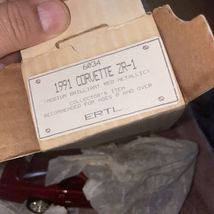 6034
1991 CORVETTE ZR-1
(MEDIUM BRILLIANT RED METALLIC)
COLLECTOR'S ITEM
RECOMMENDED FOR AGES 8 AND OVER
ERTL